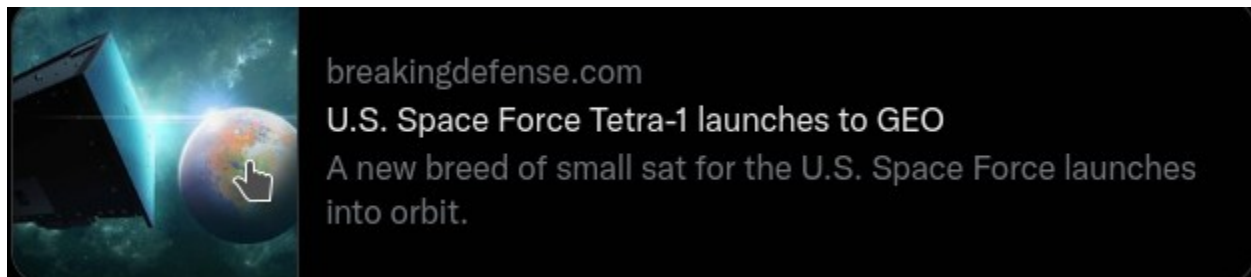 breakingdefense.com
U.S. Space Force Tetra-1 launches to GEO
A new breed of small sat for the U.S. Space Force launches
into orbit.